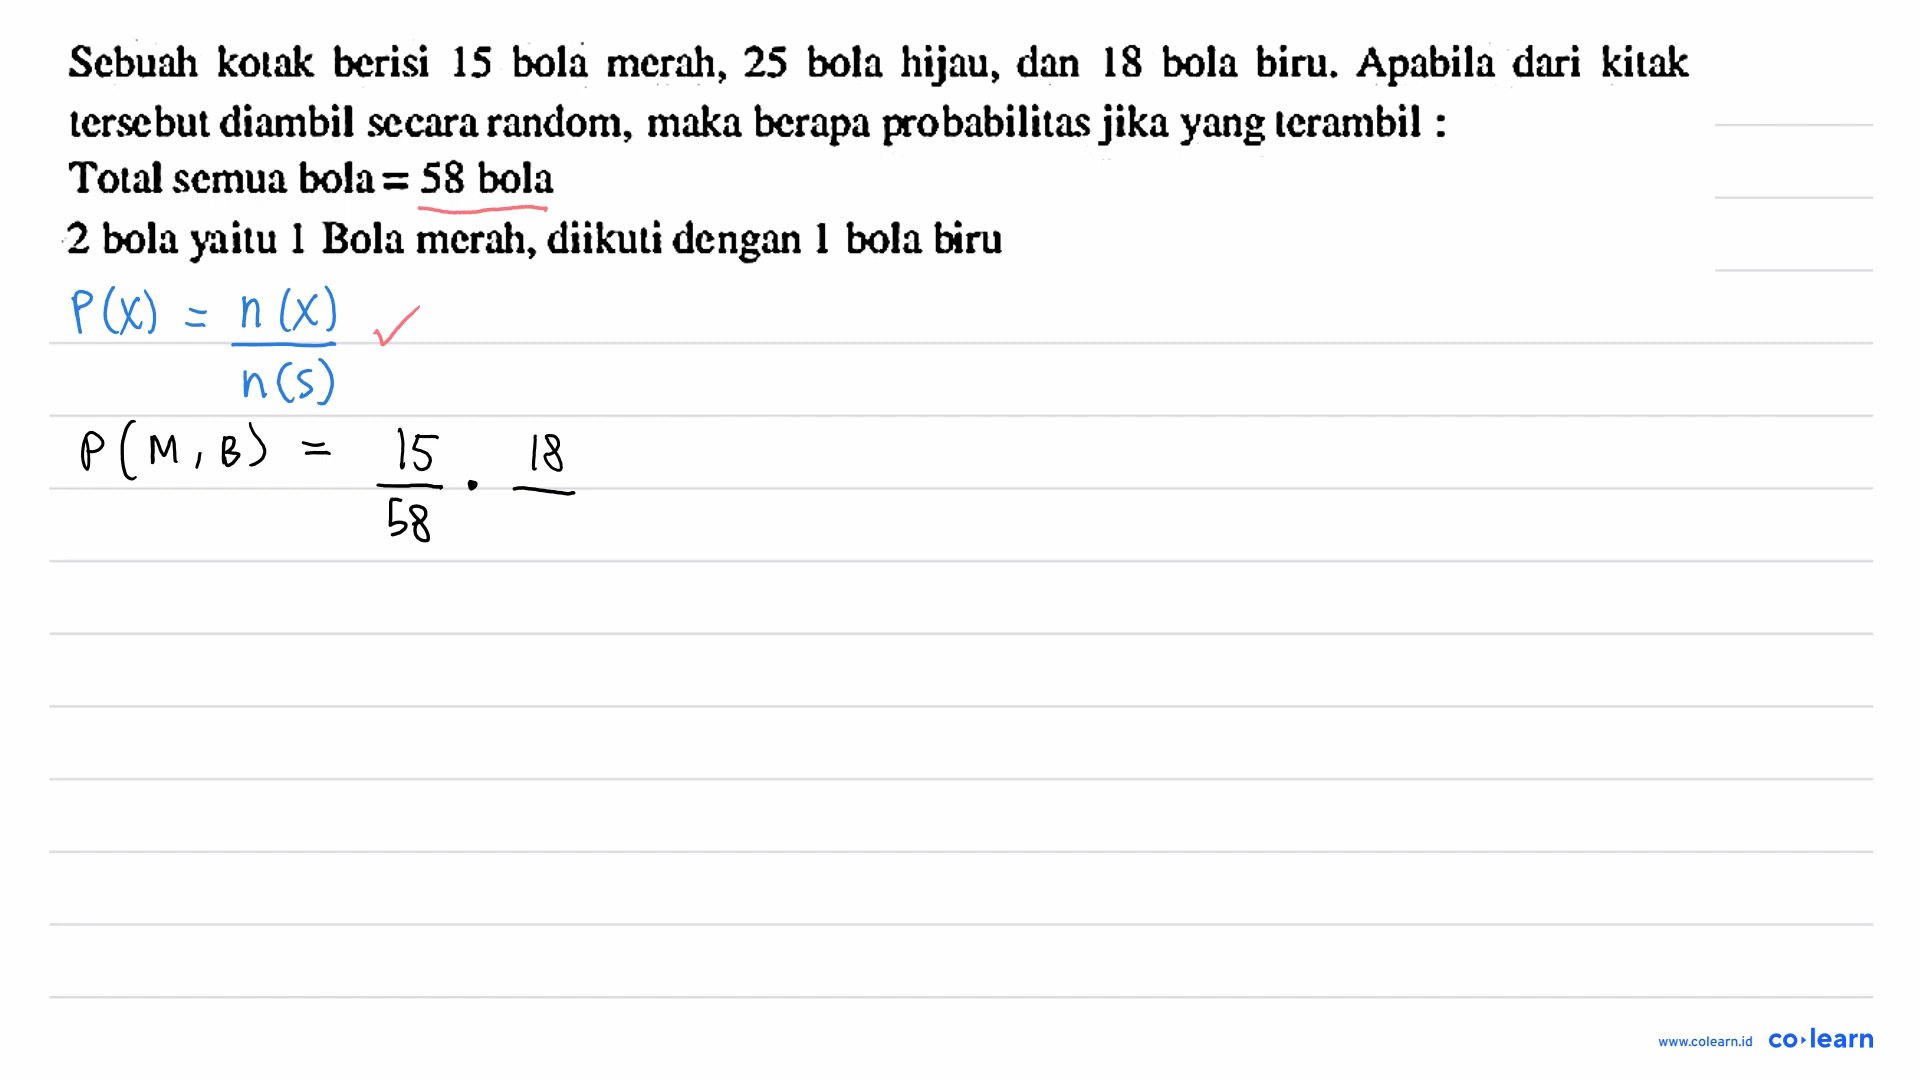 Sebuah kotak berisi 15 bola merah, 25 bola hijau, dan 18 bola biru. Apabila dari kitak
tersebut diambil secara random, maka berapa probabilitas jika yang terambil :
Total semua bola = 58 bola
2 bola yaitu 1 Bola merah, diikuti dengan 1 bola biru
P(X) = n(X)
n(S)
P(M,B) = 15 . 18
58
www.colearn.id co learn